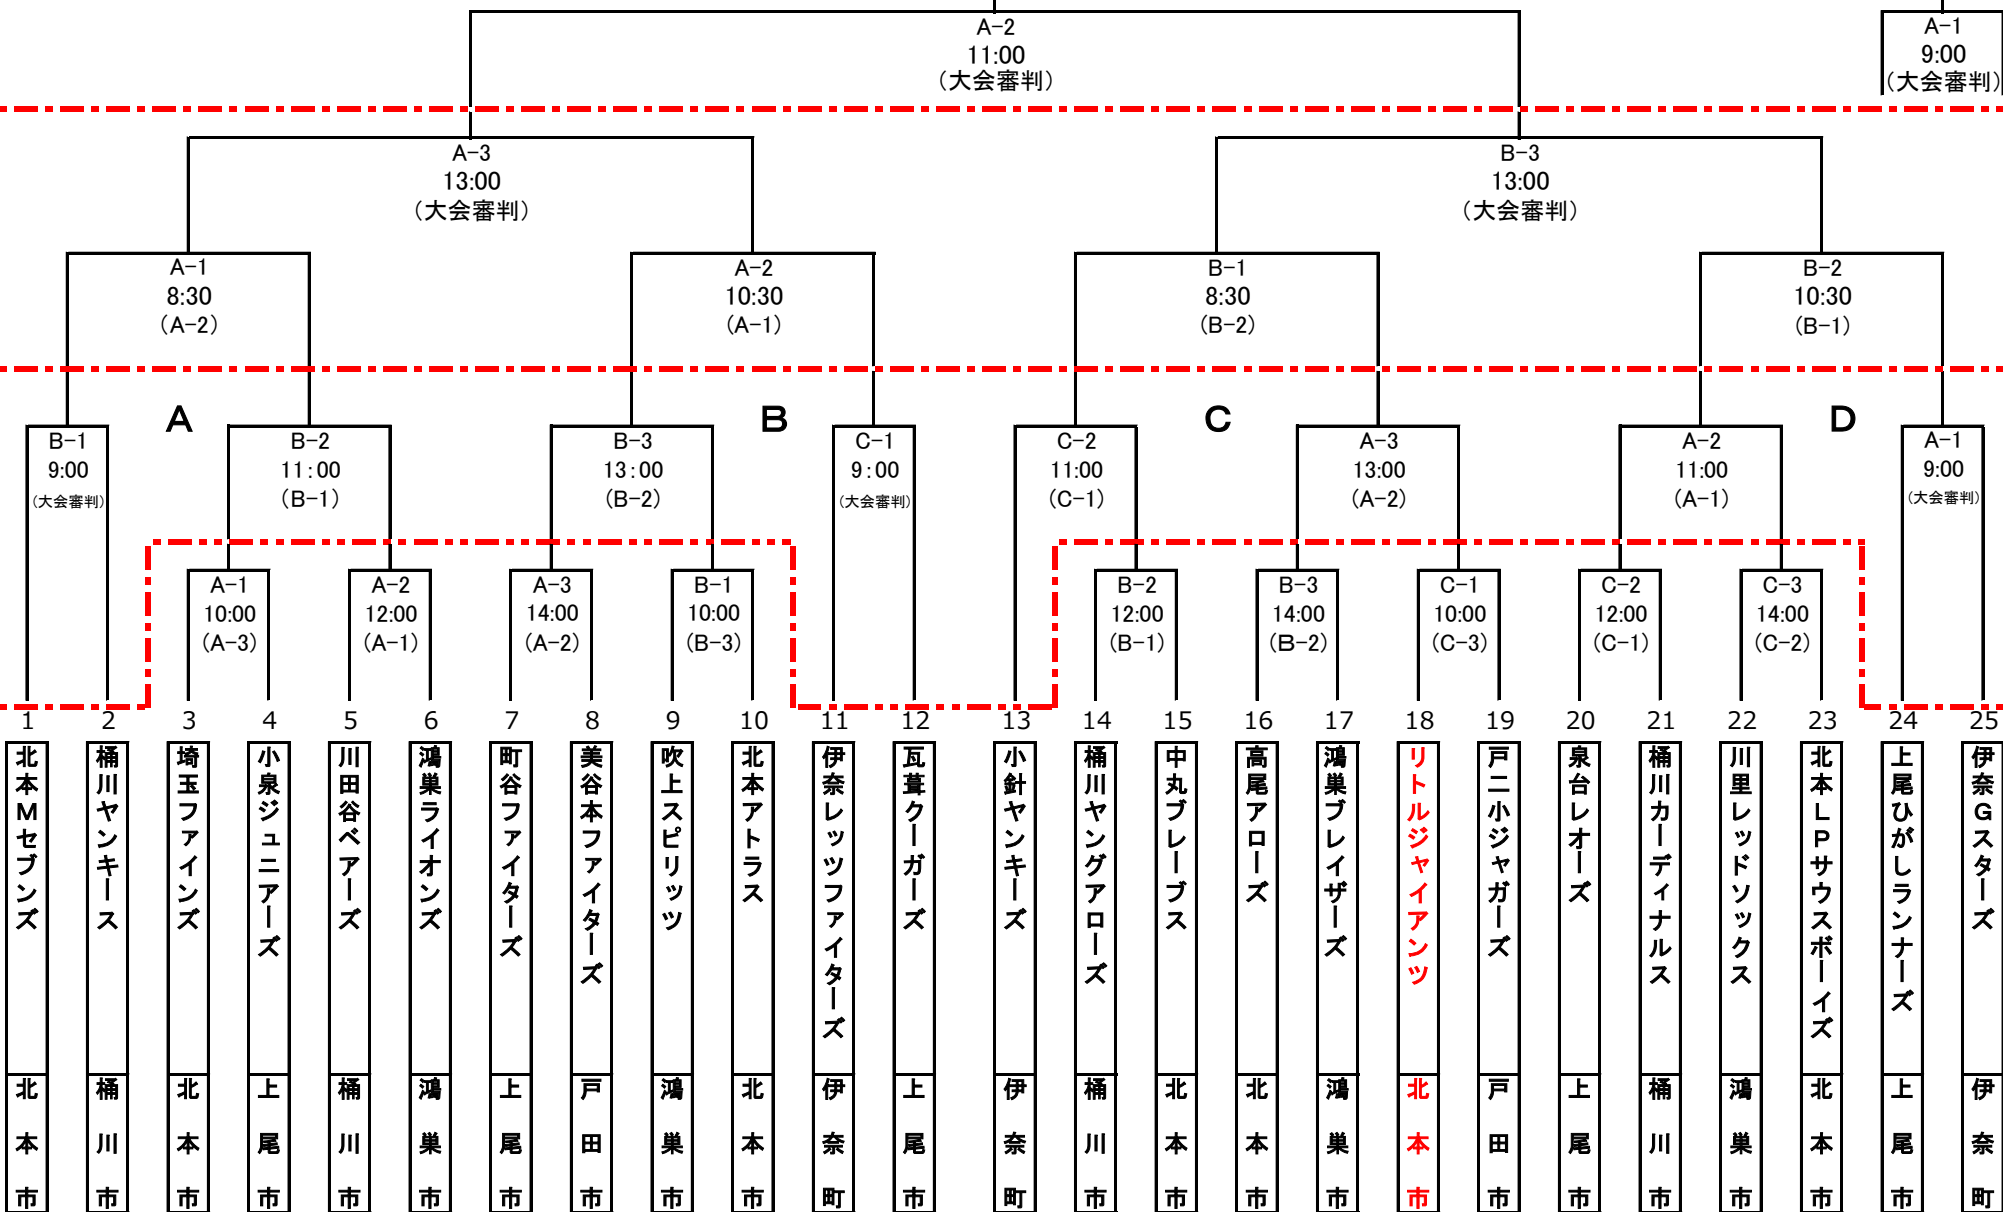 A-2
11:00
(大会審判)
A-1
9:00
(大会審判)
A-3
13:00
(大会審判)
B-3
13:00
(大会審判)
A-1
8:30
(A-2)
A-2
10:30
(A-1)
B-1
8:30
(B-2)
B-2
10:30
(B-1)
A
B
C
D
B-1
9:00
(大会審判)
B-2
11:00
(B-1)
B-3
13:00
(B-2)
C-1
9:00
(大会審判)
C-2
11:00
(C-1)
A-3
13:00
(A-2)
A-2
11:00
(A-1)
A-1
9:00
(大会審判)
A-1
10:00
(A-3)
A-2
12:00
(A-1)
A-3
14:00
(A-2)
B-1
10:00
(B-3)
B-2
12:00
(B-1)
B-3
14:00
(B-2)
C-1
10:00
(C-3)
C-2
12:00
(C-1)
C-3
14:00
(C-2)
1
北本Mセブンズ
北本市
2
桶川ヤンキース
桶川市
3
埼玉ファインズ
北本市
4
小泉ジュニアーズ
上尾市
5
川田谷ベアーズ
桶川市
6
鴻巣ライオンズ
鴻巣市
7
町谷ファイターズ
上尾市
8
美谷本ファイターズ
戸田市
9
吹上スピリッツ
鴻巣市
10
北本アトラス
北本市
11
伊奈レッツファイターズ
伊奈町
12
瓦葺クーガーズ
上尾市
13
小針ヤンキーズ
伊奈町
14
桶川ヤングアローズ
桶川市
15
中丸ブレーブス
北本市
16
高尾アローズ
北本市
17
鴻巣ブレイザーズ
鴻巣市
18
リトルジャイアンツ
北本市
19
戸二小ジャガーズ
戸田市
20
泉台レオーズ
上尾市
21
桶川カーディナルス
桶川市
22
川里レッドソックス
鴻巣市
23
北本LPサウスボーイズ
北本市
24
上尾ひがしランナーズ
上尾市
25
伊奈Gスターズ
伊奈町